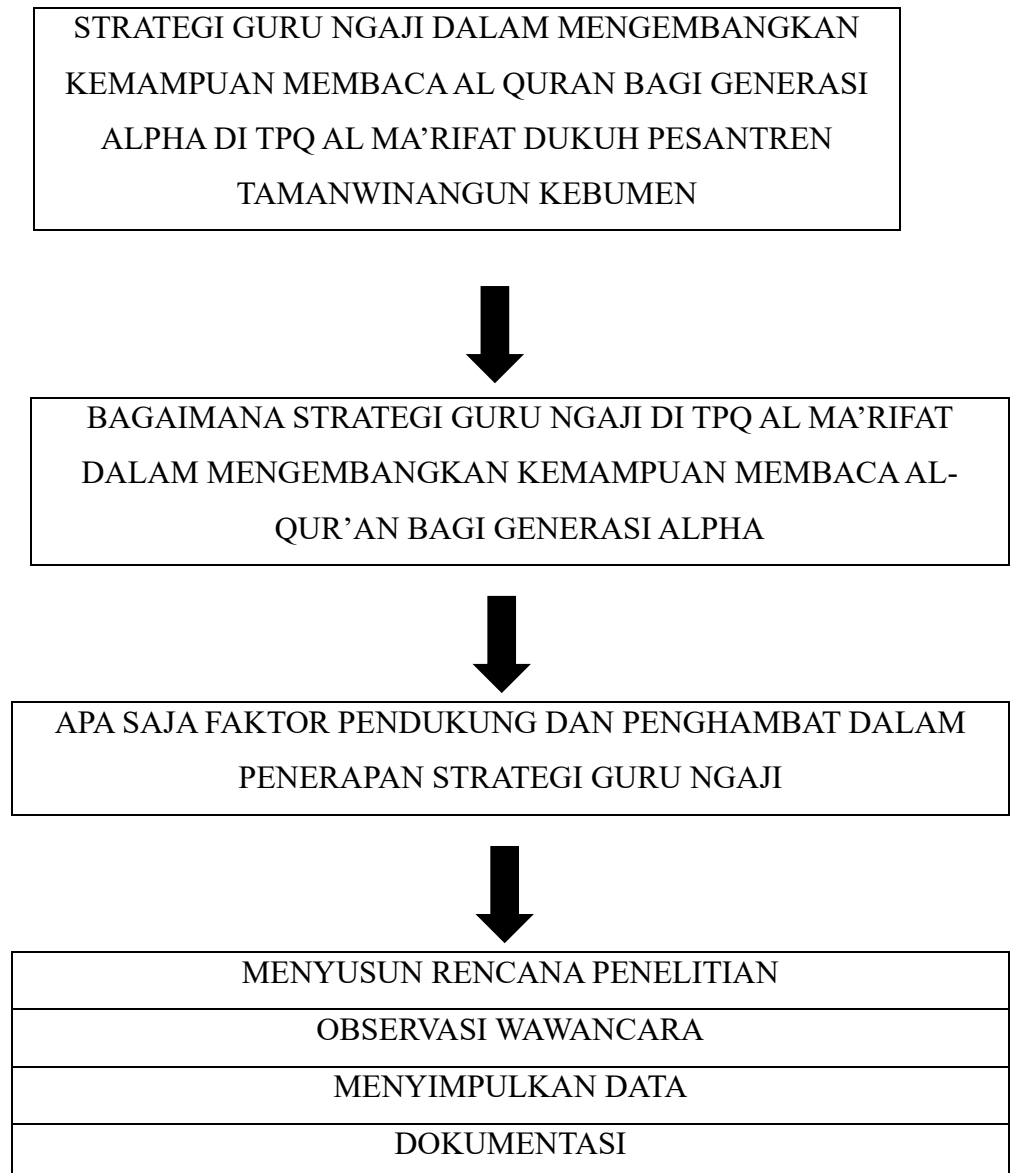 STRATEGI GURU NGAJI DALAM MENGEMBANGKAN
KEMAMPUAN MEMBACA AL QURAN BAGI GENERASI
ALPHA DI TPQ AL MA’RIFAT DUKUH PESANTREN
TAMANWINANGUN KEBUMEN
BAGAIMANA STRATEGI GURU NGAJI DI TPQ AL MA’RIFAT
DALAM MENGEMBANGKAN KEMAMPUAN MEMBACA AL-
QUR’AN BAGI GENERASI ALPHA
APA SAJA FAKTOR PENDUKUNG DAN PENGHAMBAT DALAM
PENERAPAN STRATEGI GURU NGAJI
MENYUSUN RENCANA PENELITIAN
OBSERVASI WAWANCARA
MENYIMPULKAN DATA
DOKUMENTASI